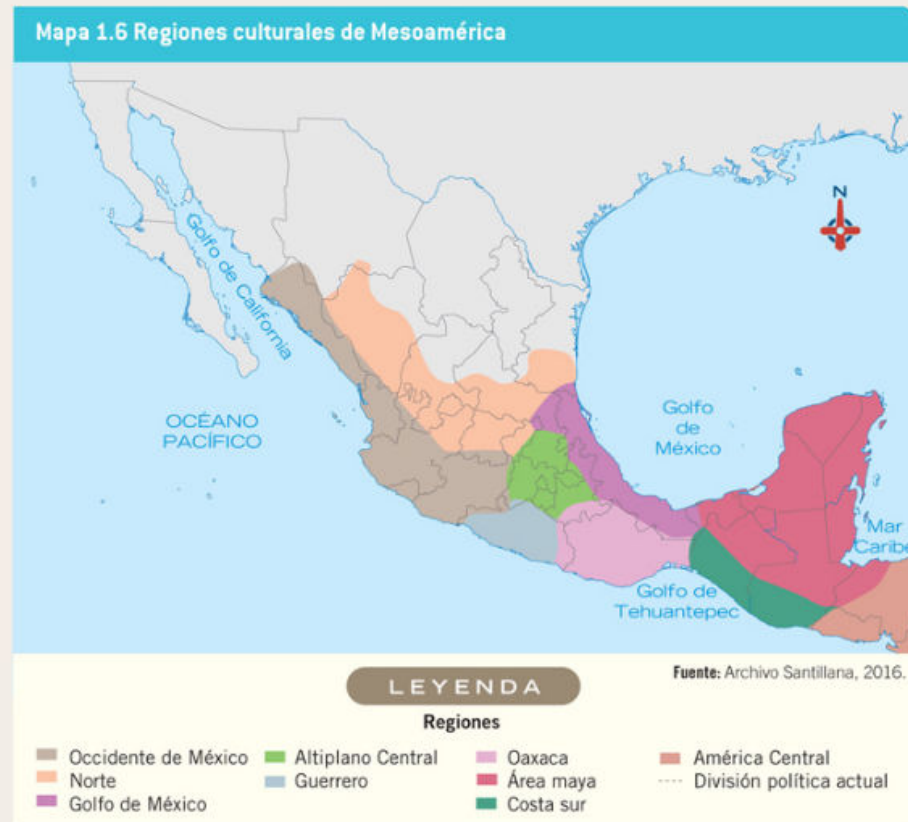 Mapa 1.6 Regiones culturales de Mesoamérica
N
Golfo de California
OCÉANO
PACÍFICO
Golfo
de
México
Mar
Caribe
Golfo de
Tehuantepec
Fuente: Archivo Santillana, 2016.
LEYENDA
Regiones
Occidente de México
Norte
Golfo de México
Altiplano Central
Guerrero
Oaxaca
Área maya
Costa sur
América Central
División política actual